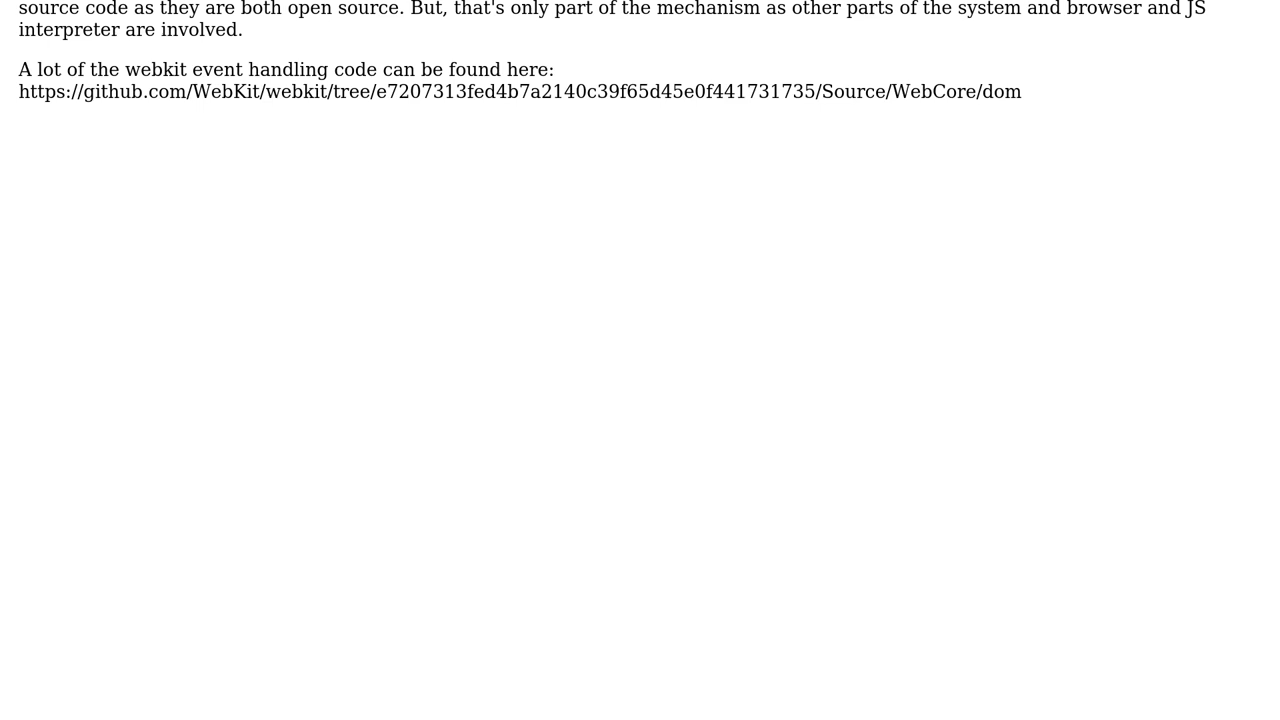 source code as they are both open source. But, that's only part of the mechanism as other parts of the system and browser and JS
interpreter are involved.
A lot of the webkit event handling code can be found here:
https://github.com/WebKit/webkit/tree/e7207313fed4b7a2140c39f65d45e0f441731735/Source/WebCore/dom